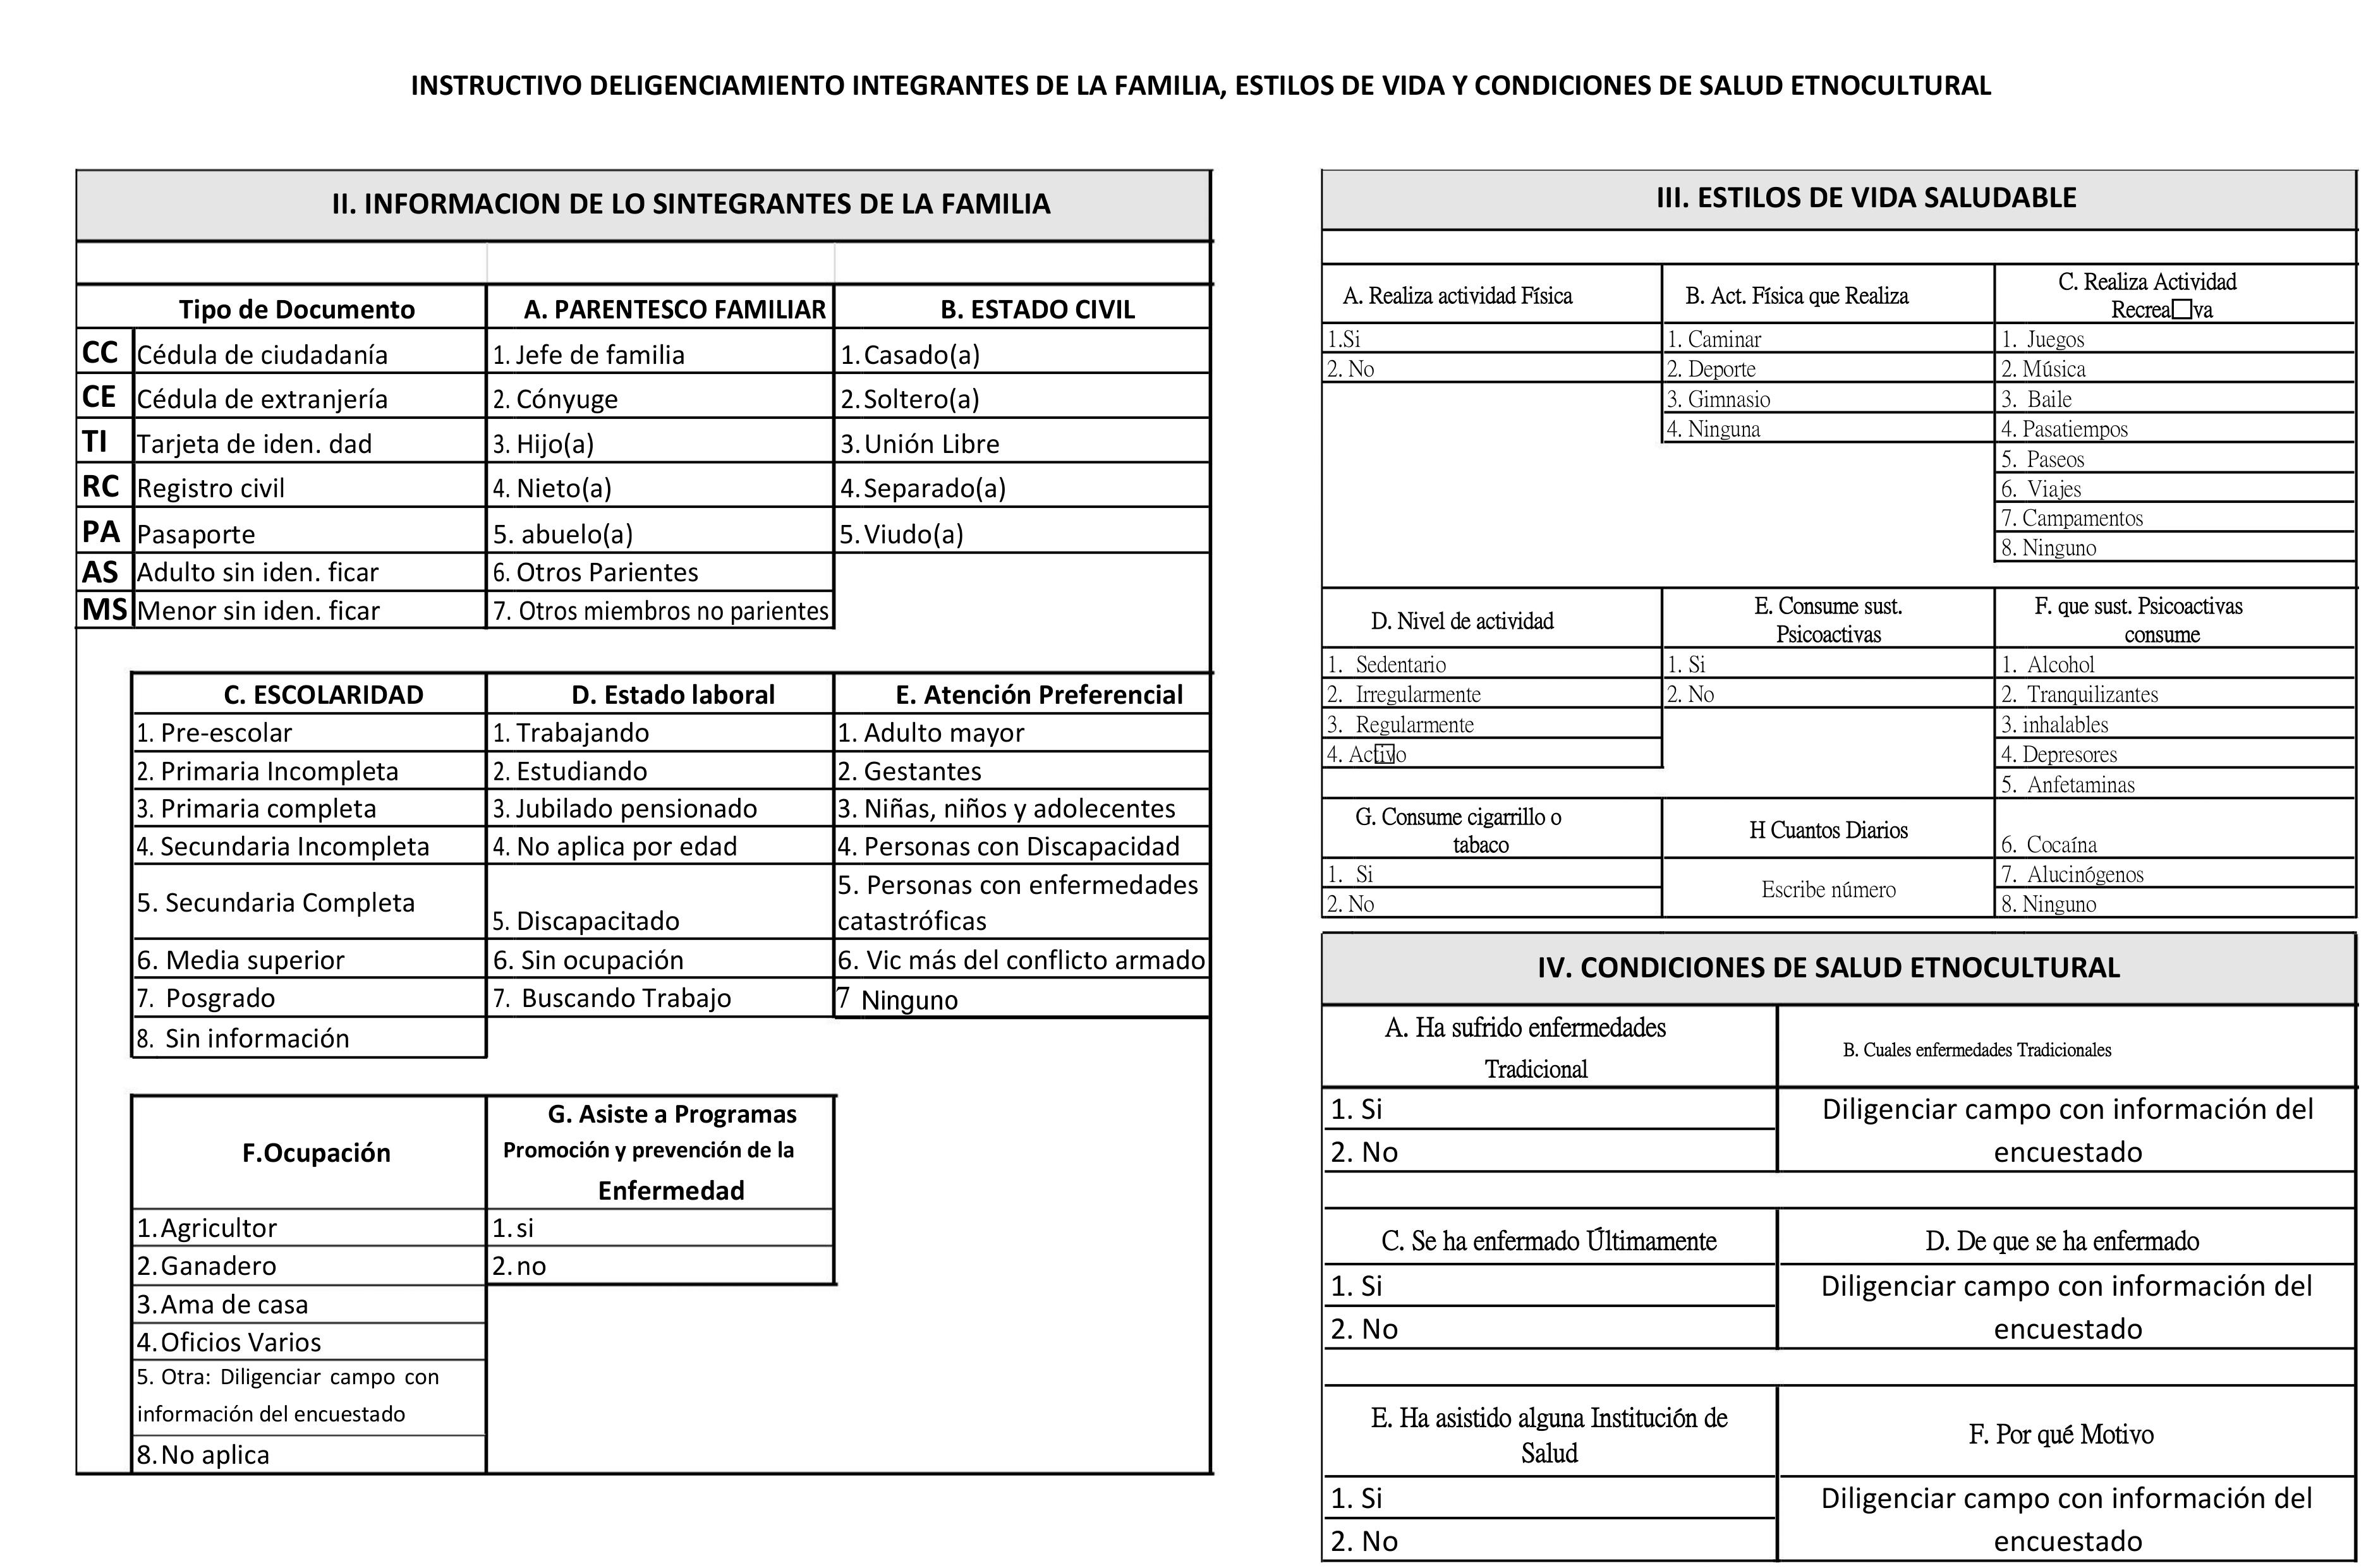 INSTRUCTIVO DELIGENCIAMIENTO INTEGRANTES DE LA FAMILIA, ESTILOS DE VIDA Y CONDICIONES DE SALUD ETNOCULTURAL
II. INFORMACION DE LO SINTEGRANTES DE LA FAMILIA
Tipo de Documento A. PARENTESCO FAMILIAR B. ESTADO CIVIL
CC Cédula de ciudadanía 1. Jefe de familia 1. Casado(a)
CE Cédula de extranjería 2. Cónyuge 2. Soltero(a)
TI Tarjeta de iden. dad 3. Hijo(a) 3. Unión Libre
RC Registro civil 4. Nieto(a) 4. Separado(a)
PA Pasaporte 5. abuelo(a) 5. Viudo(a)
AS Adulto sin iden. ficar 6. Otros Parientes
MS Menor sin iden. ficar 7. Otros miembros no parientes
C. ESCOLARIDAD D. Estado laboral E. Atención Preferencial
1. Pre-escolar 1. Trabajando 1. Adulto mayor
2. Primaria Incompleta 2. Estudiando 2. Gestantes
3. Primaria completa 3. Jubilado pensionado 3. Niñas, niños y adolecentes
4. Secundaria Incompleta 4. No aplica por edad 4. Personas con Discapacidad
5. Secundaria Completa 5. Discapacitado 5. Personas con enfermedades
catastróficas
6. Media superior 6. Sin ocupación 6. Vic más del conflicto armado
7. Posgrado 7. Buscando Trabajo 7 Ninguno
8. Sin información
F.Ocupación
G. Asiste a Programas
Promoción y prevención de la
Enfermedad
1. Agricultor 1. si
2. Ganadero 2. no
3. Ama de casa
4. Oficios Varios
5. Otra: Diligenciar campo con
información del encuestado
8. No aplica
III. ESTILOS DE VIDA SALUDABLE
A. Realiza actividad Física B. Act. Física que Realiza C. Realiza Actividad
Recrea□va
1.Si 1. Caminar 1. Juegos
2. No 2. Deporte 2. Música
3. Gimnasio 3. Baile
4. Ninguna 4. Pasatiempos
5. Paseos
6. Viajes
7. Campamentos
8. Ninguno
D. Nivel de actividad E. Consume sust. F. que sust. Psicoactivas
Psicoactivas consume
1. Sedentario 1. Si 1. Alcohol
2. Irregularmente 2. No 2. Tranquilizantes
3. Regularmente 3. inhalables
4. Activo 4. Depresores
5. Anfetaminas
G. Consume cigarrillo o
tabaco H Cuantos Diarios 6. Cocaína
1. Si Escribe número 7. Alucinógenos
2. No 8. Ninguno
IV. CONDICIONES DE SALUD ETNOCULTURAL
A. Ha sufrido enfermedades
Tradicional B. Cuales enfermedades Tradicionales
1. Si Diligenciar campo con información del
2. No encuestado
C. Se ha enfermado Últimamente D. De que se ha enfermado
1. Si Diligenciar campo con información del
2. No encuestado
E. Ha asistido alguna Institución de
Salud F. Por qué Motivo
1. Si Diligenciar campo con información del
2. No encuestado